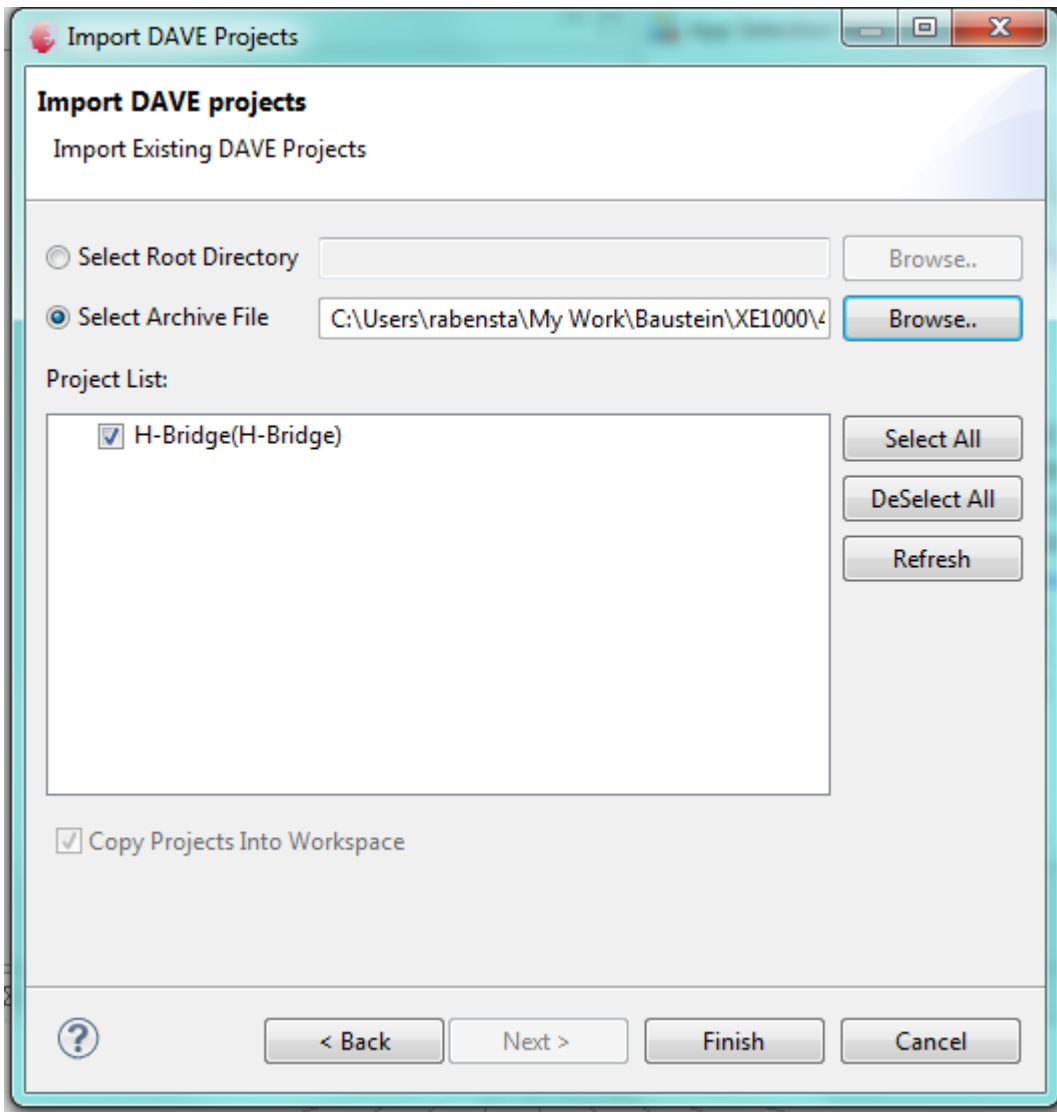 Import DAVE Projects
Import DAVE projects
Import Existing DAVE Projects
Select Root Directory Browse..
Select Archive File C:\Users\rabensta\My Work\Baustein\XE1000\4 Browse..
Project List:
H-Bridge(H-Bridge)
Select All
DeSelect All
Refresh
Copy Projects Into Workspace
? < Back Next > Finish Cancel